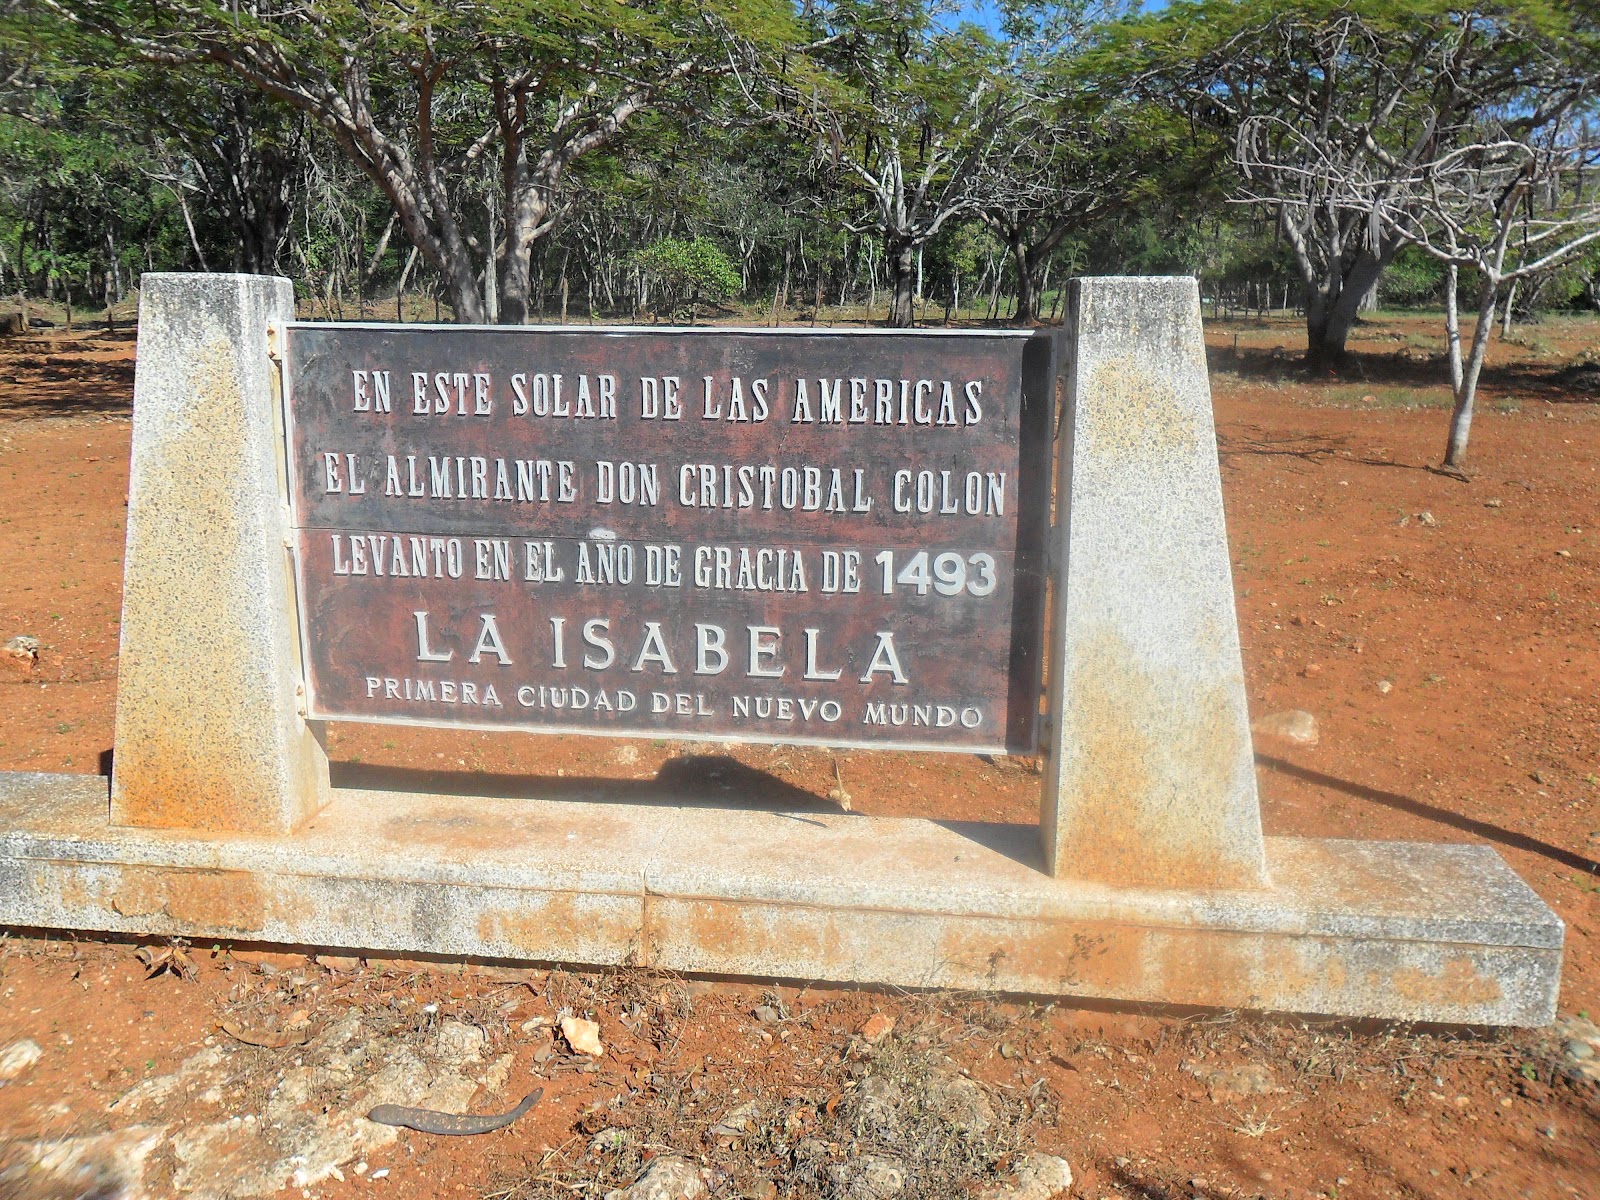 EN ESTE SOLAR DE LAS AMERICAS
EL ALMIRANTE DON CRISTOBAL COLON
LEVANTO EN EL AÑO DE GRACIA DE 1493
LA ISABELA
PRIMERA CIUDAD DEL NUEVO MUNDO